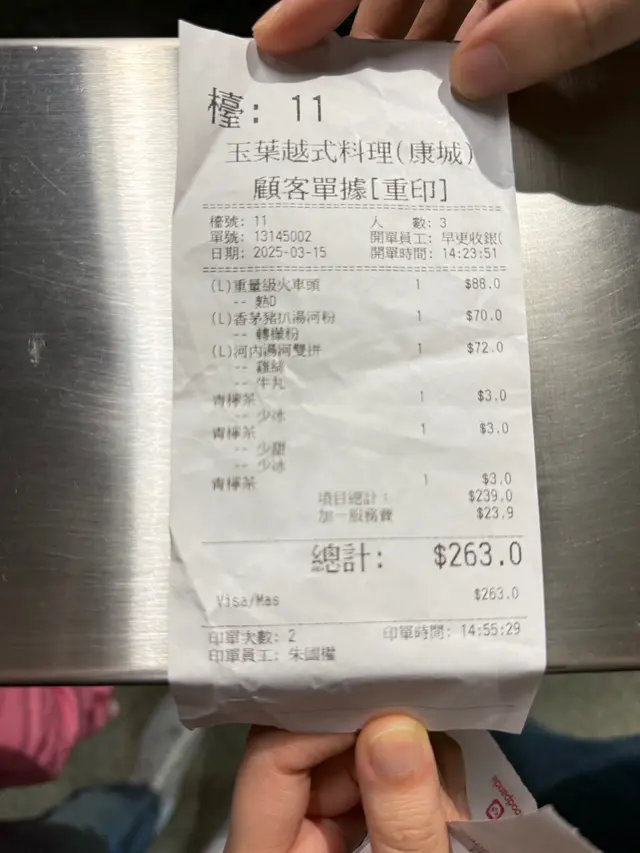 檯: 11
玉葉越式料理(康城)
顧客單據[重印]
檯號: 11 人 數: 3
單號: 13145002 開單員工: 早更收銀(
日期: 2025-03-15 開單時間: 14:23:51
(L)重量級火車頭 1 $88.0
-- 熱D
(L)香茅豬扒湯河粉 1 $70.0
-- 轉檬粉
(L)河內湯河雙拼 1 $72.0
-- 雞
-- 牛丸
青檸茶 1 $3.0
-- 少冰
青檸茶 1 $3.0
-- 少甜
-- 少冰
青檸茶 1 $3.0
項目總計: $239.0
加一服務費 $23.9
總計: $263.0
Visa/Mas $263.0
印單次數: 2 印單時間: 14:55:29
印單員工: 朱國權
foodpanda